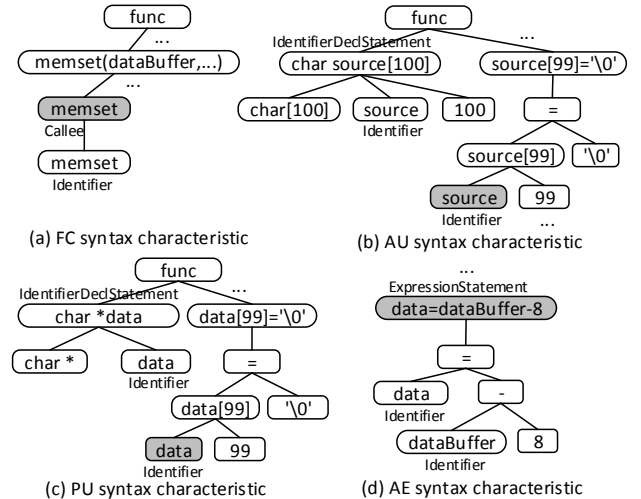 func
...
memset(dataBuffer,...)
...
memset
Callee
memset
Identifier
(a) FC syntax characteristic
func
...
IdentifierDeclStatement
char source[100]
source[99]='\0'
char[100]
source
100
=
Identifier
source[99]
'\0'
source
99
Identifier
...
(b) AU syntax characteristic
func
...
IdentifierDeclStatement
char *data
data[99]='\0'
char *
data
=
Identifier
data[99]
'\0'
data
99
Identifier
(c) PU syntax characteristic
...
ExpressionStatement
data=dataBuffer-8
=
data
-
Identifier
dataBuffer
8
Identifier
(d) AE syntax characteristic